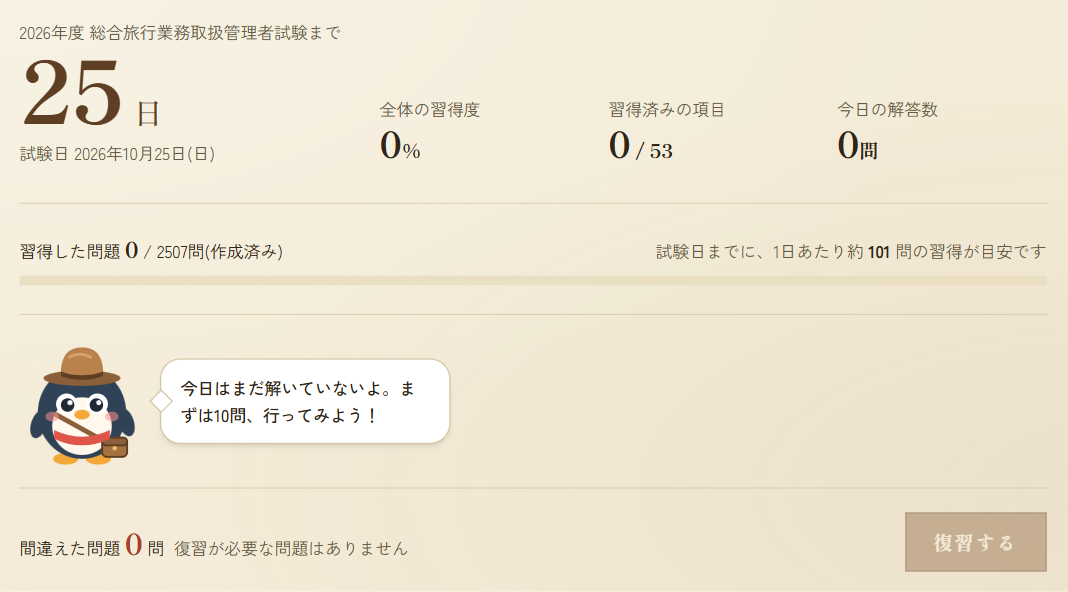 2026年度 総合旅行業務取扱管理者試験まで
25 日
試験日 2026年10月25日(日)
全体の習得度
0%
習得済みの項目
0 / 53
今日の解答数
0問
習得した問題 0 / 2507問(作成済み)
試験日までに、1日あたり約 101 問の習得が目安です
今日はまだ解いていないよ。ま
ずは10問、行ってみよう！
間違えた問題 0 問 復習が必要な問題はありません
復習する